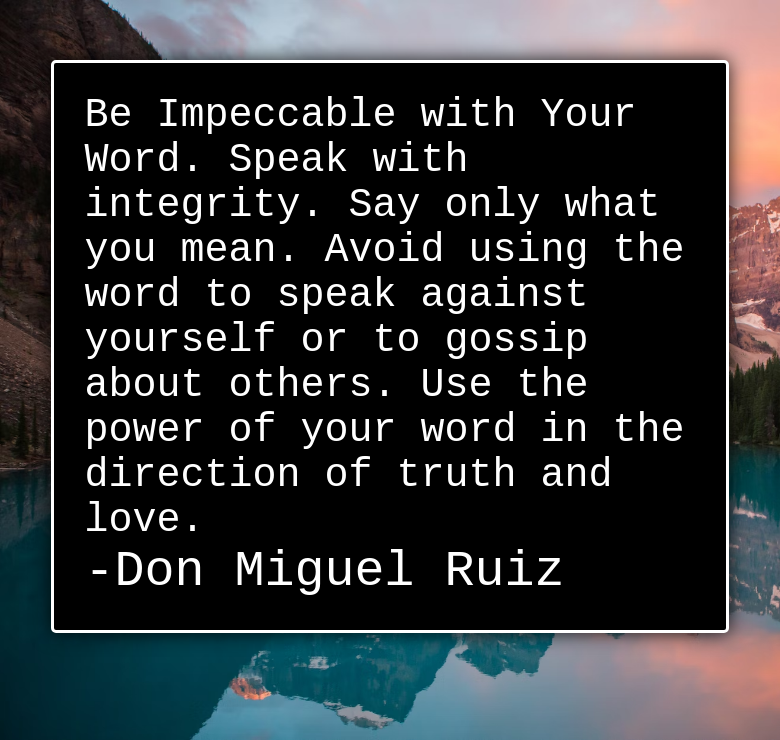 Be Impeccable with Your
Word. Speak with
integrity. Say only what
you mean. Avoid using the
word to speak against
yourself or to gossip
about others. Use the
power of your word in the
direction of truth and
love.
-Don Miguel Ruiz